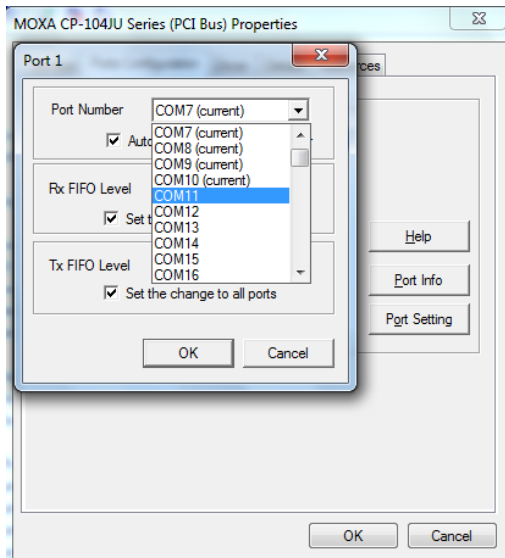 MOXA CP-104JU Series (PCI Bus) Properties
Port 1
Port Number
COM7 (current)
Auto
COM7 (current)
COM8 (current)
COM9 (current)
COM10 (current)
COM11
COM12
COM13
COM14
COM15
COM16
Rx FIFO Level
Set t
Tx FIFO Level
Set the change to all ports
OK Cancel
Help
Port Info
Port Setting
OK Cancel